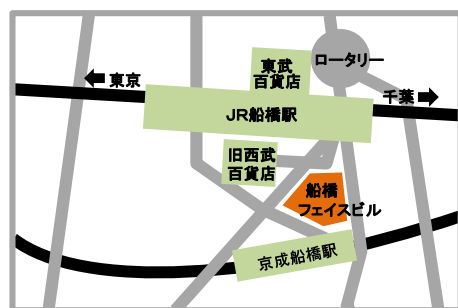 ロータリー
東武
百貨店
東京
千葉
JR船橋駅
旧西武
百貨店
船橋
フェイスビル
京成船橋駅